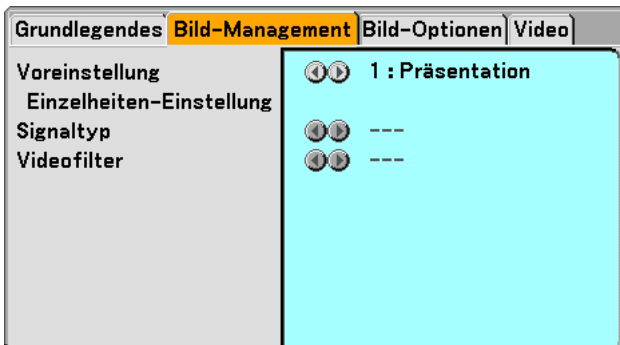 Grundlegendes Bild-Management Bild-Optionen Video
Voreinstellung 1 : Präsentation
Einzelheiten-Einstellung
Signaltyp ---
Videofilter ---